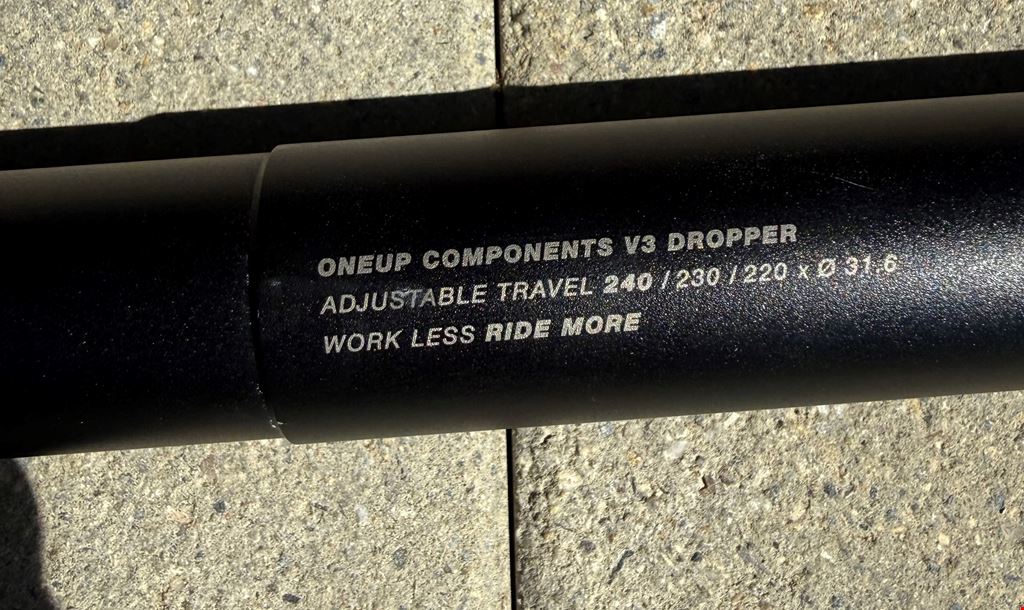 ONEUP COMPONENTS V3 DROPPER
ADJUSTABLE TRAVEL 240 / 230 / 220 x Ø 31.6
WORK LESS RIDE MORE